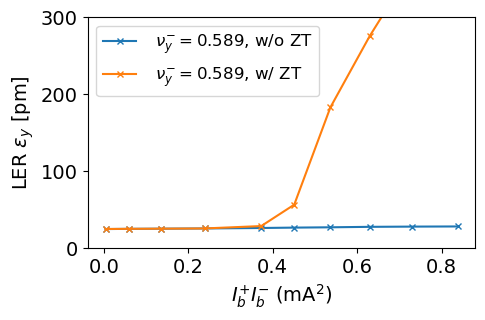 300
200
100
0
LER ε_y [pm]
ν_y^- = 0.589, w/o ZT
ν_y^- = 0.589, w/ ZT
0.0 0.2 0.4 0.6 0.8
I_b^+ I_b^- (mA²)